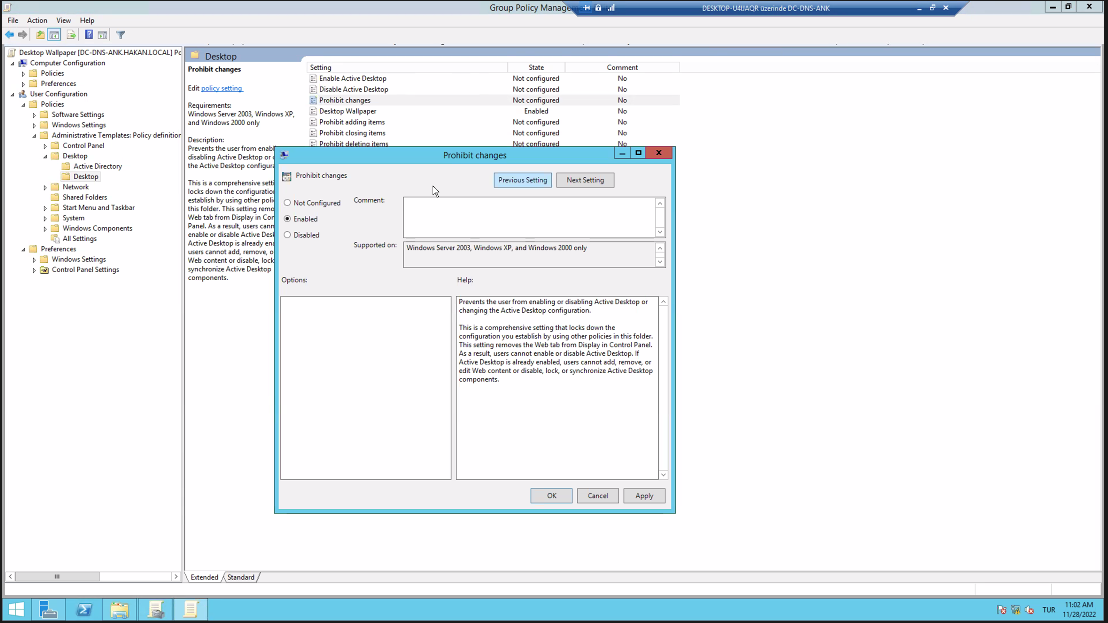 Group Policy Manage
DESKTOP-U4IJAQR üzerinde DC-DNS-ANK
File Action View Help
Desktop Wallpaper [DC-DNS-ANK.HAKAN.LOCAL] Po
Computer Configuration
Policies
Preferences
User Configuration
Policies
Software Settings
Windows Settings
Administrative Templates: Policy definition
Control Panel
Desktop
Active Directory
Desktop
Network
Shared Folders
Start Menu and Taskbar
System
Windows Components
All Settings
Preferences
Windows Settings
Control Panel Settings
Desktop
Prohibit changes
Edit policy setting
Requirements:
Windows Server 2003, Windows XP,
and Windows 2000 only
Description:
Prevents the user from enabli
disabling Active Desktop or c
the Active Desktop configura
This is a comprehensive setti
locks down the configuration
establish by using other polic
this folder. This setting remov
Web tab from Display in Cont
Panel. As a result, users cann
enable or disable Active Desk
Active Desktop is already ena
users cannot add, remove, or
Web content or disable, lock,
synchronize Active Desktop
components.
Setting State Comment
Enable Active Desktop Not configured No
Disable Active Desktop Not configured No
Prohibit changes Not configured No
Desktop Wallpaper Enabled No
Prohibit adding items Not configured No
Prohibit closing items Not configured No
Prohibit deleting items Not configured No
Prohibit changes
Prohibit changes
Previous Setting Next Setting
Not Configured
Enabled
Disabled
Comment:
Supported on:
Windows Server 2003, Windows XP, and Windows 2000 only
Options:
Help:
Prevents the user from enabling or disabling Active Desktop or
changing the Active Desktop configuration.
This is a comprehensive setting that locks down the
configuration you establish by using other policies in this folder.
This setting removes the Web tab from Display in Control Panel.
As a result, users cannot enable or disable Active Desktop. If
Active Desktop is already enabled, users cannot add, remove, or
edit Web content or disable, lock, or synchronize Active Desktop
components.
OK Cancel Apply
Extended Standard
TUR
11:02 AM
11/28/2022